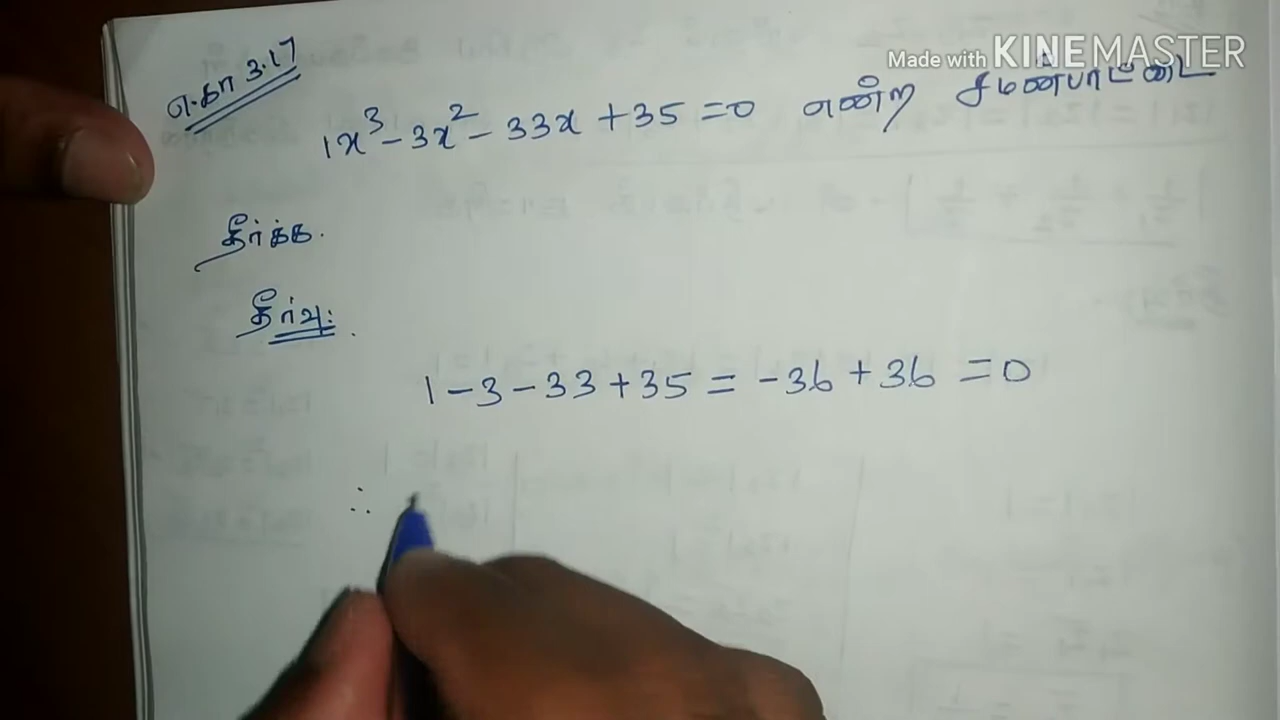 Made with KINEMASTER
எ.கா 3.17
1x³ - 3x² - 33x + 35 = 0 என்ற சமன்பாட்டை
தீர்க்க.
தீர்வு:
1 - 3 - 33 + 35 = -36 + 36 = 0
∴